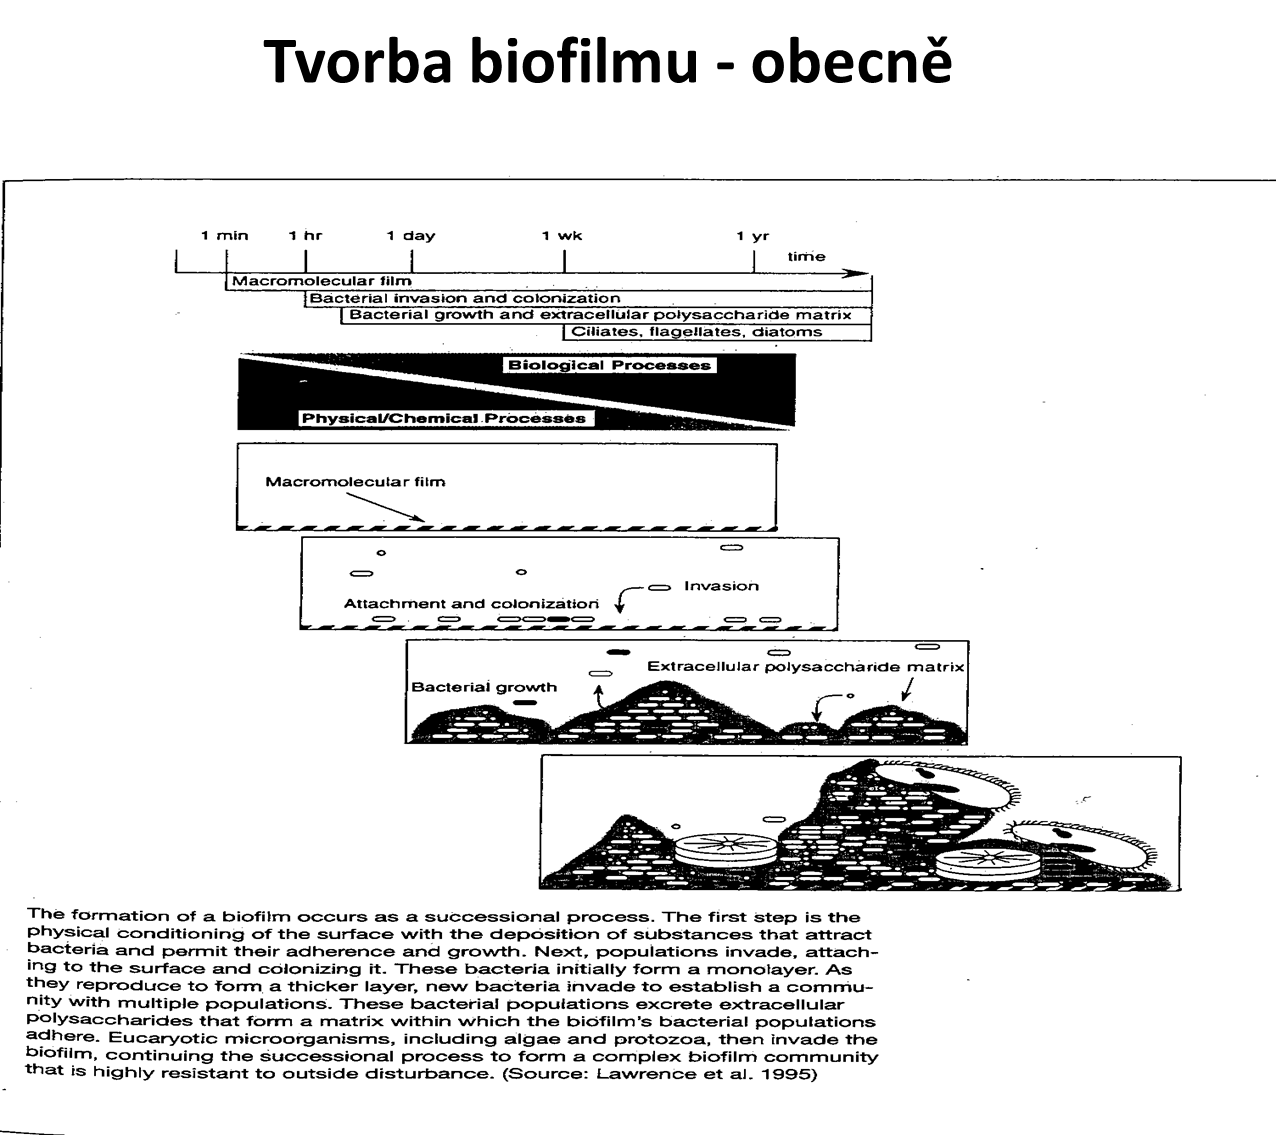 Tvorba biofilmu - obecně
1 min 1 hr 1 day 1 wk 1 yr
time
Macromolecular film
Bacterial invasion and colonization
Bacterial growth and extracellular polysaccharide matrix
Ciliates, flagellates, diatoms
Biological Processes
Physical/Chemical Processes
Macromolecular film
Invasion
Attachment and colonization
Extracellular polysaccharide matrix
Bacterial growth
The formation of a biofilm occurs as a successional process. The first step is the
physical conditioning of the surface with the deposition of substances that attract
bacteria and permit their adherence and growth. Next, populations invade, attach-
ing to the surface and colonizing it. These bacteria initially form a monolayer. As
they reproduce to form a thicker layer, new bacteria invade to establish a commu-
nity with multiple populations. These bacterial populations excrete extracellular
polysaccharides that form a matrix within which the biofilm's bacterial populations
adhere. Eucaryotic microorganisms, including algae and protozoa, then invade the
biofilm, continuing the successional process to form a complex biofilm community
that is highly resistant to outside disturbance. (Source: Lawrence et al. 1995)